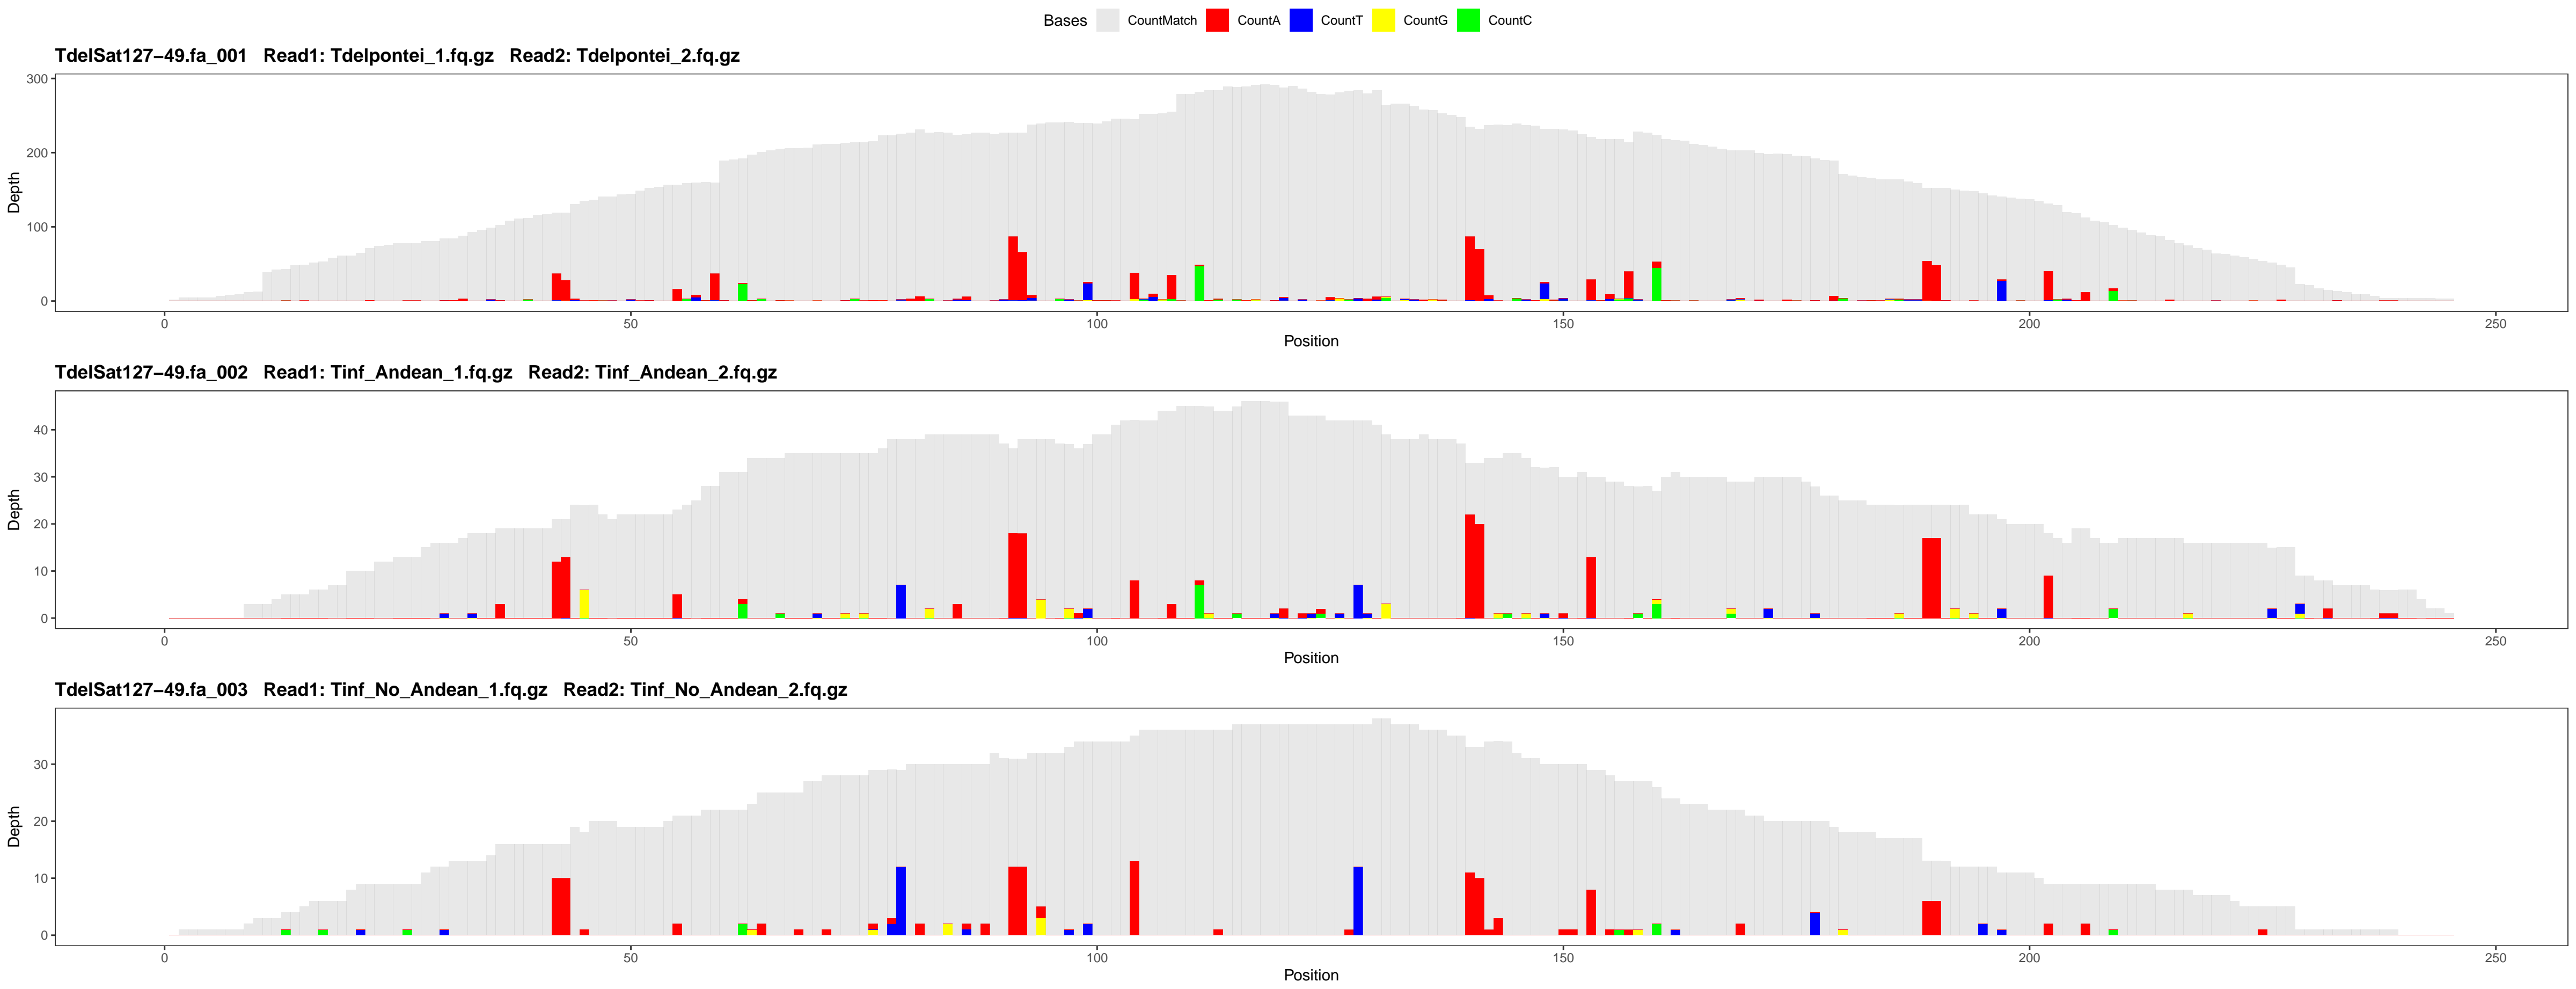 Bases CountMatch CountA CountT CountG CountC
TdelSat127−49.fa_001 Read1: Tdelpontei_1.fq.gz Read2: Tdelpontei_2.fq.gz
300
200
100
0
Depth
0 50 100 150 200 250
Position
TdelSat127−49.fa_002 Read1: Tinf_Andean_1.fq.gz Read2: Tinf_Andean_2.fq.gz
40
30
20
10
0
Depth
0 50 100 150 200 250
Position
TdelSat127−49.fa_003 Read1: Tinf_No_Andean_1.fq.gz Read2: Tinf_No_Andean_2.fq.gz
30
20
10
0
Depth
0 50 100 150 200 250
Position